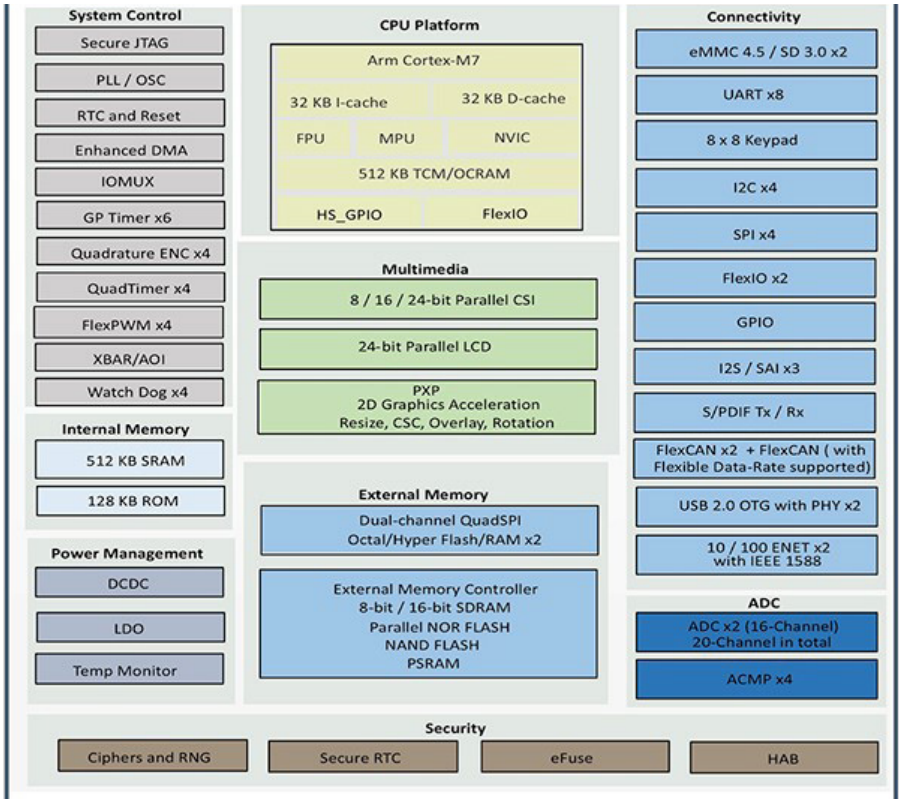 System Control
Secure JTAG
PLL / OSC
RTC and Reset
Enhanced DMA
IOMUX
GP Timer x6
Quadrature ENC x4
QuadTimer x4
FlexPWM x4
XBAR/AOI
Watch Dog x4
Internal Memory
512 KB SRAM
128 KB ROM
Power Management
DCDC
LDO
Temp Monitor
CPU Platform
Arm Cortex-M7
32 KB I-cache
32 KB D-cache
FPU
MPU
NVIC
512 KB TCM/OCRAM
HS_GPIO
FlexIO
Multimedia
8 / 16 / 24-bit Parallel CSI
24-bit Parallel LCD
PXP
2D Graphics Acceleration
Resize, CSC, Overlay, Rotation
External Memory
Dual-channel QuadSPI
Octal/Hyper Flash/RAM x2
External Memory Controller
8-bit / 16-bit SDRAM
Parallel NOR FLASH
NAND FLASH
PSRAM
Connectivity
eMMC 4.5 / SD 3.0 x2
UART x8
8 x 8 Keypad
I2C x4
SPI x4
FlexIO x2
GPIO
I2S / SAI x3
S/PDIF Tx / Rx
FlexCAN x2 + FlexCAN ( with
Flexible Data-Rate supported)
USB 2.0 OTG with PHY x2
10 / 100 ENET x2
with IEEE 1588
ADC
ADC x2 (16-Channel)
20-Channel in total
ACMP x4
Security
Ciphers and RNG
Secure RTC
eFuse
HAB